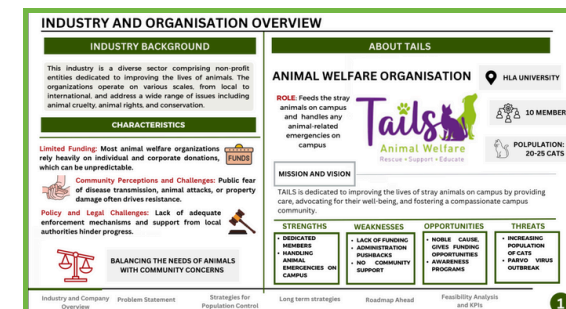 INDUSTRY AND ORGANISATION OVERVIEW
INDUSTRY BACKGROUND
This industry is a diverse sector comprising non-profit
entities dedicated to improving the lives of animals. The
organizations operate on various scales, from local to
international, and address a wide range of issues including
animal cruelty, animal rights, and conservation.
CHARACTERISTICS
Limited Funding: Most animal welfare organizations
rely heavily on individual and corporate donations,
which can be unpredictable.
FUNDS
Community Perceptions and Challenges: Public fear
of disease transmission, animal attacks, or property
damage often drives resistance.
Policy and Legal Challenges: Lack of adequate
enforcement mechanisms and support from local
authorities hinder progress.
BALANCING THE NEEDS OF ANIMALS
WITH COMMUNITY CONCERNS
ABOUT TAILS
ANIMAL WELFARE ORGANISATION
ROLE: Feeds the stray
animals on campus
and handles any
animal-related
emergencies on
campus
Tails
Animal Welfare
Rescue • Support • Educate
HLA UNIVERSITY
10 MEMBER
POLPULATION:
20-25 CATS
MISSION AND VISION
TAILS is dedicated to improving the lives of stray animals on campus by providing
care, advocating for their well-being, and fostering a compassionate campus
community.
STRENGTHS
• DEDICATED
MEMBERS
• HANDLING
ANIMAL
EMERGENCIES ON
CAMPUS
WEAKNESSES
• LACK OF FUNDING
• ADMINISTRATION
PUSHBACKS
• NO COMMUNITY
SUPPORT
OPPORTUNITIES
• NOBLE CAUSE,
GIVES FUNDING
OPPORTUNITIES
• AWARENESS
PROGRAMS
THREATS
• INCREASING
POPULATION
OF CATS
• PARVO VIRUS
OUTBREAK
Industry and Company
Overview
Problem Statement
Strategies for
Population Control
Long term strategies
Roadmap Ahead
Feasibility Analysis
and KPIs
1